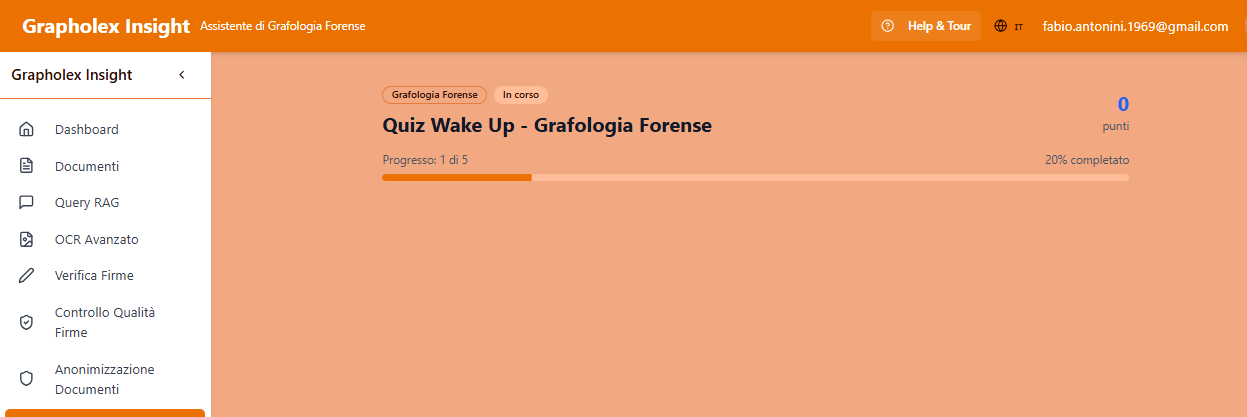 Grapholex Insight Assistente di Grafologia Forense Help & Tour IT fabio.antonini.1969@gmail.com
Grapholex Insight
Dashboard
Documenti
Query RAG
OCR Avanzato
Verifica Firme
Controllo Qualità
Firme
Anonimizzazione
Documenti
Grafologia Forense In corso
Quiz Wake Up - Grafologia Forense
0
punti
Progresso: 1 di 5 20% completato